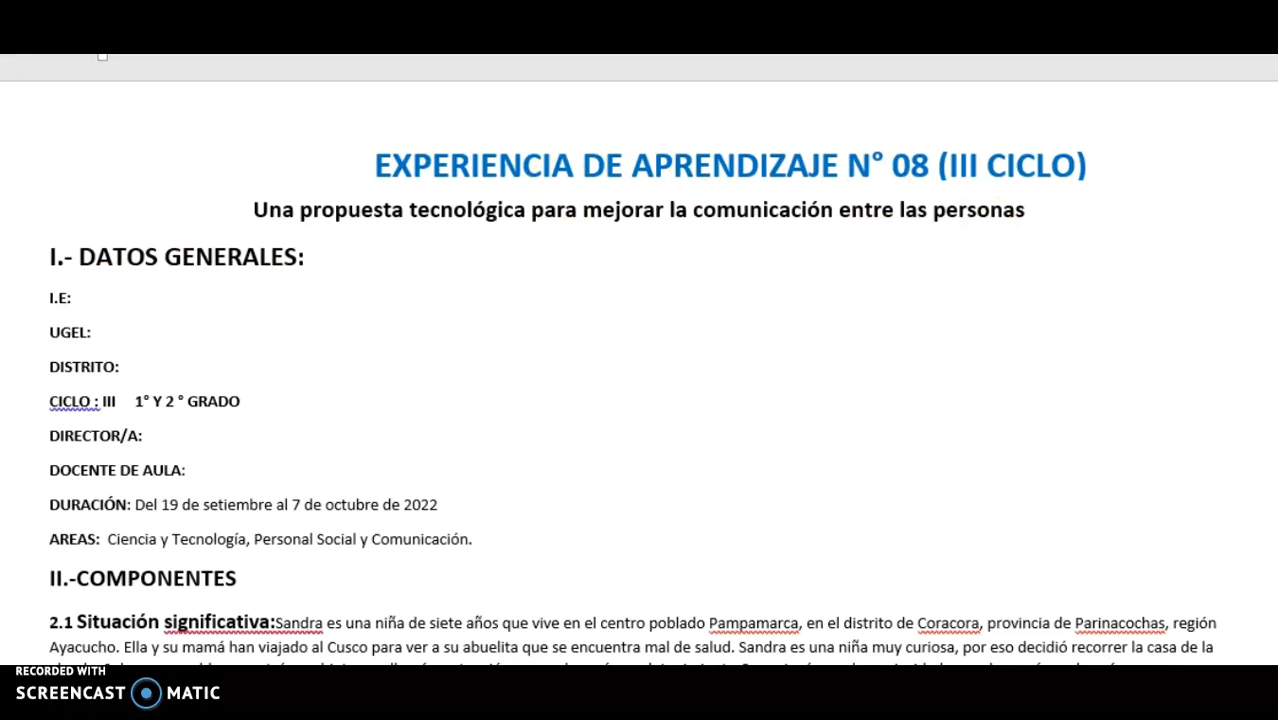 EXPERIENCIA DE APRENDIZAJE N° 08 (III CICLO)
Una propuesta tecnológica para mejorar la comunicación entre las personas
I.- DATOS GENERALES:
I.E:
UGEL:
DISTRITO:
CICLO : III 1° Y 2 ° GRADO
DIRECTOR/A:
DOCENTE DE AULA:
DURACIÓN: Del 19 de setiembre al 7 de octubre de 2022
AREAS: Ciencia y Tecnología, Personal Social y Comunicación.
II.-COMPONENTES
2.1 Situación significativa:Sandra es una niña de siete años que vive en el centro poblado Pampamarca, en el distrito de Coracora, provincia de Parinacochas, región
Ayacucho. Ella y su mamá han viajado al Cusco para ver a su abuelita que se encuentra mal de salud. Sandra es una niña muy curiosa, por eso decidió recorrer la casa de la
RECORDED WITH
SCREENCAST MATIC